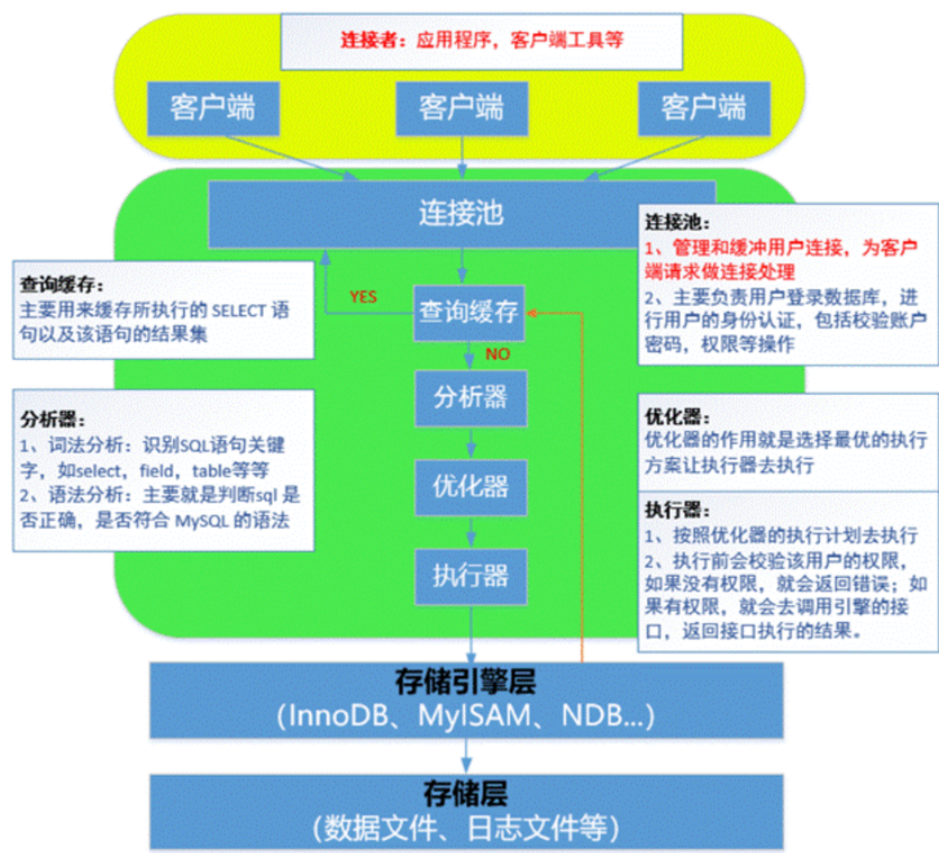 连接者：应用程序，客户端工具等
客户端
客户端
客户端
连接池
连接池：
1、管理和缓冲用户连接，为客户
端请求做连接处理
2、主要负责用户登录数据库，进
行用户的身份认证，包括校验账户
密码，权限等操作
查询缓存：
主要用来缓存所执行的 SELECT 语
句以及该语句的结果集
YES
查询缓存
NO
分析器
分析器：
1、词法分析：识别SQL语句关键
字，如select，field，table等等
2、语法分析：主要就是判断sql 是
否正确，是否符合 MySQL 的语法
优化器：
优化器的作用就是选择最优的执行
方案让执行器去执行
优化器
执行器：
1、按照优化器的执行计划去执行
2、执行前会校验该用户的权限，
如果没有权限，就会返回错误；如
果有权限，就会去调用引擎的接
口，返回接口执行的结果。
执行器
存储引擎层
（InnoDB、MyISAM、NDB...）
存储层
（数据文件、日志文件等）